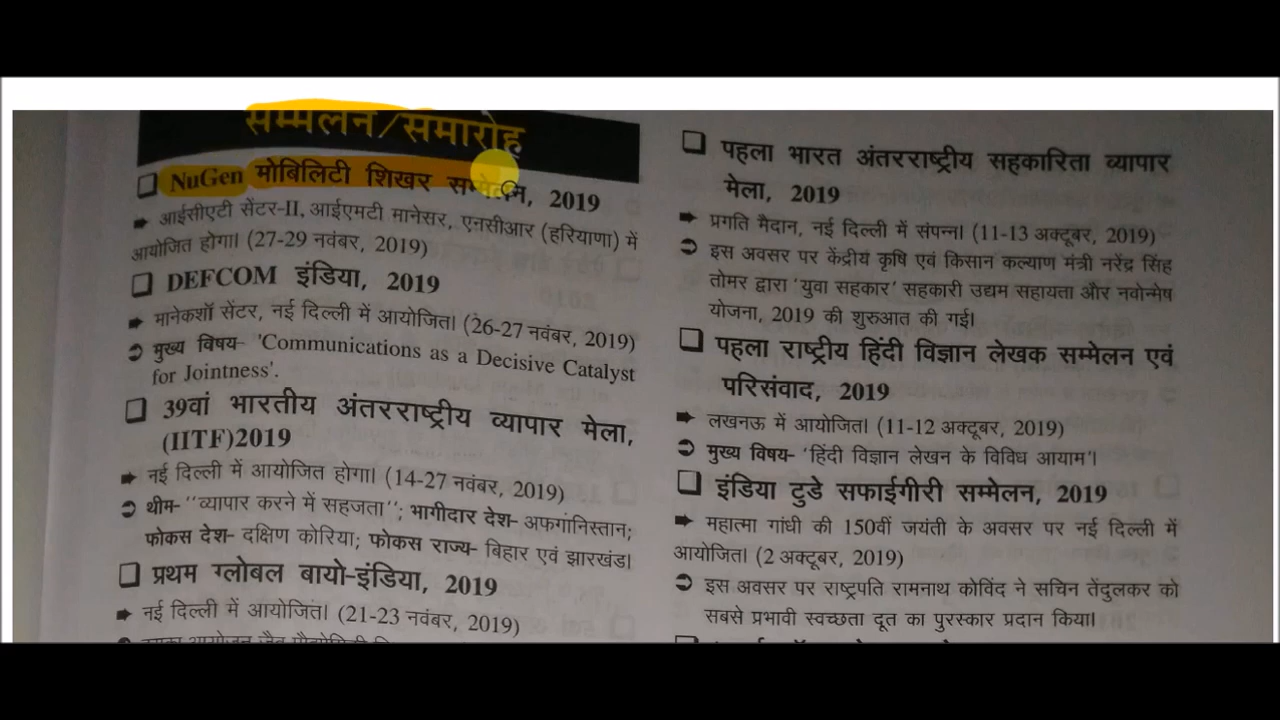 सम्मेलन/समारोह
❑ NuGen मोबिलिटी शिखर सम्मेलन, 2019
➨ आईसीएटी सेंटर-II, आईएमटी मानेसर, एनसीआर (हरियाणा) में
आयोजित होगा। (27-29 नवंबर, 2019)
❑ DEFCOM इंडिया, 2019
➨ मानेकशॉ सेंटर, नई दिल्ली में आयोजित। (26-27 नवंबर, 2019)
➲ मुख्य विषय- 'Communications as a Decisive Catalyst
for Jointness'.
❑ 39वां भारतीय अंतरराष्ट्रीय व्यापार मेला,
(IITF)2019
➨ नई दिल्ली में आयोजित होगा। (14-27 नवंबर, 2019)
➲ थीम- ''व्यापार करने में सहजता''; भागीदार देश- अफगानिस्तान;
फोकस देश- दक्षिण कोरिया; फोकस राज्य- बिहार एवं झारखंड।
❑ प्रथम ग्लोबल बायो-इंडिया, 2019
➨ नई दिल्ली में आयोजित। (21-23 नवंबर, 2019)
❑ पहला भारत अंतरराष्ट्रीय सहकारिता व्यापार
मेला, 2019
➨ प्रगति मैदान, नई दिल्ली में संपन्न। (11-13 अक्टूबर, 2019)
➲ इस अवसर पर केंद्रीय कृषि एवं किसान कल्याण मंत्री नरेंद्र सिंह
तोमर द्वारा 'युवा सहकार' सहकारी उद्यम सहायता और नवोन्मेष
योजना, 2019 की शुरुआत की गई।
❑ पहला राष्ट्रीय हिंदी विज्ञान लेखक सम्मेलन एवं
परिसंवाद, 2019
➨ लखनऊ में आयोजित। (11-12 अक्टूबर, 2019)
➲ मुख्य विषय- 'हिंदी विज्ञान लेखन के विविध आयाम'।
❑ इंडिया टुडे सफाईगीरी सम्मेलन, 2019
➨ महात्मा गांधी की 150वीं जयंती के अवसर पर नई दिल्ली में
आयोजित। (2 अक्टूबर, 2019)
➲ इस अवसर पर राष्ट्रपति रामनाथ कोविंद ने सचिन तेंदुलकर को
सबसे प्रभावी स्वच्छता दूत का पुरस्कार प्रदान किया।